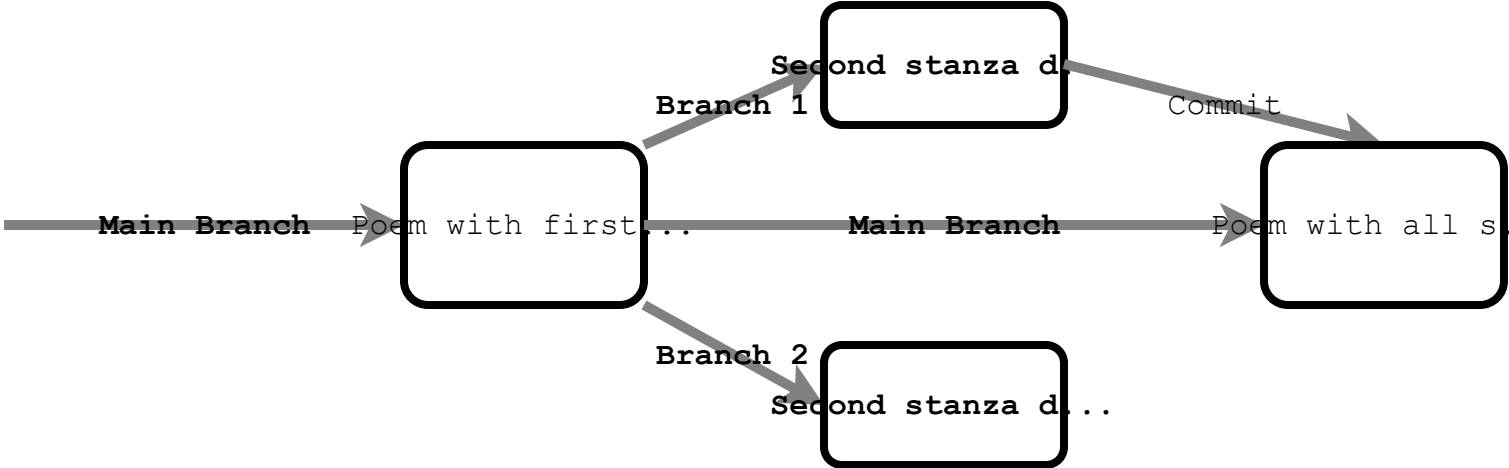 Second stanza d.
Branch 1
Commit
Main Branch
Poem with first...
Main Branch
Poem with all s.
Branch 2
Second stanza d...